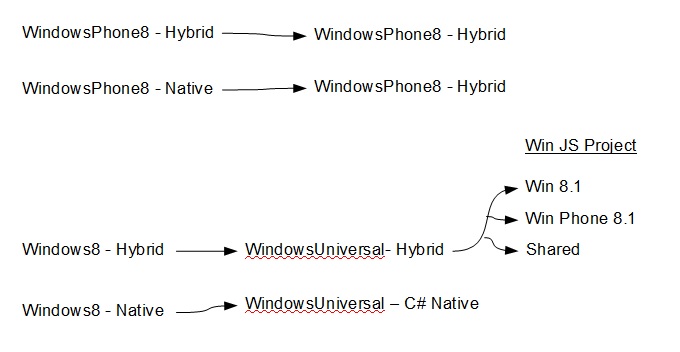 WindowsPhone8 - Hybrid WindowsPhone8 - Hybrid
WindowsPhone8 - Native WindowsPhone8 - Hybrid
Win JS Project
Win 8.1
Win Phone 8.1
Windows8 - Hybrid WindowsUniversal- Hybrid Shared
Windows8 - Native WindowsUniversal – C# Native